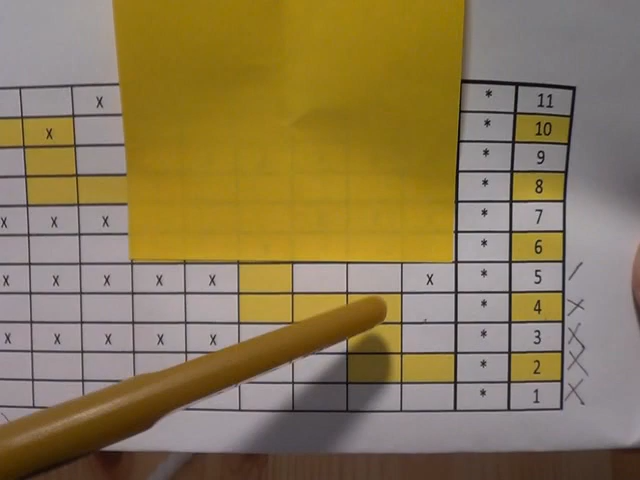 X * 11
X * 10
* 9
* 8
X X X * 7
* 6
X X X X X X * 5 /
* 4 X
X X X X X * 3 X
* 2 X
* 1 X